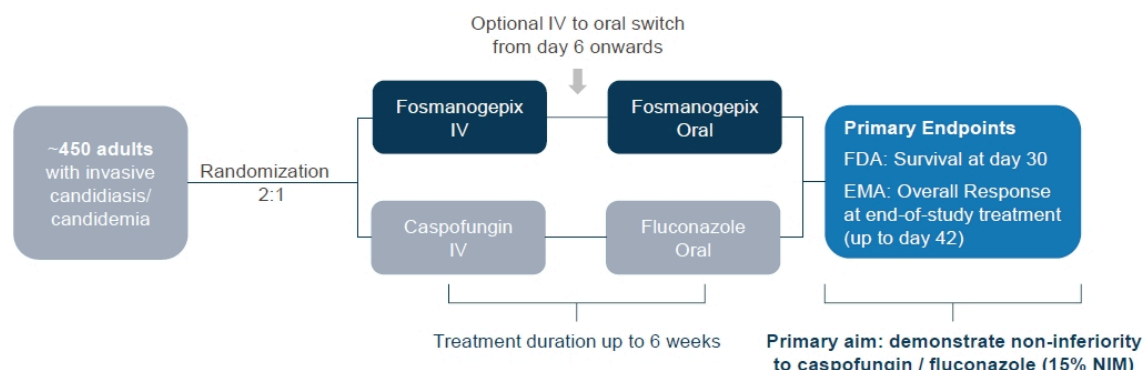 Optional IV to oral switch
from day 6 onwards
~450 adults
with invasive
candidiasis/
candidemia
Randomization
2:1
Fosmanogepix
IV
Fosmanogepix
Oral
Caspofungin
IV
Fluconazole
Oral
Primary Endpoints
FDA: Survival at day 30
EMA: Overall Response
at end-of-study treatment
(up to day 42)
Treatment duration up to 6 weeks
Primary aim: demonstrate non-inferiority
to caspofungin / fluconazole (15% NIM)